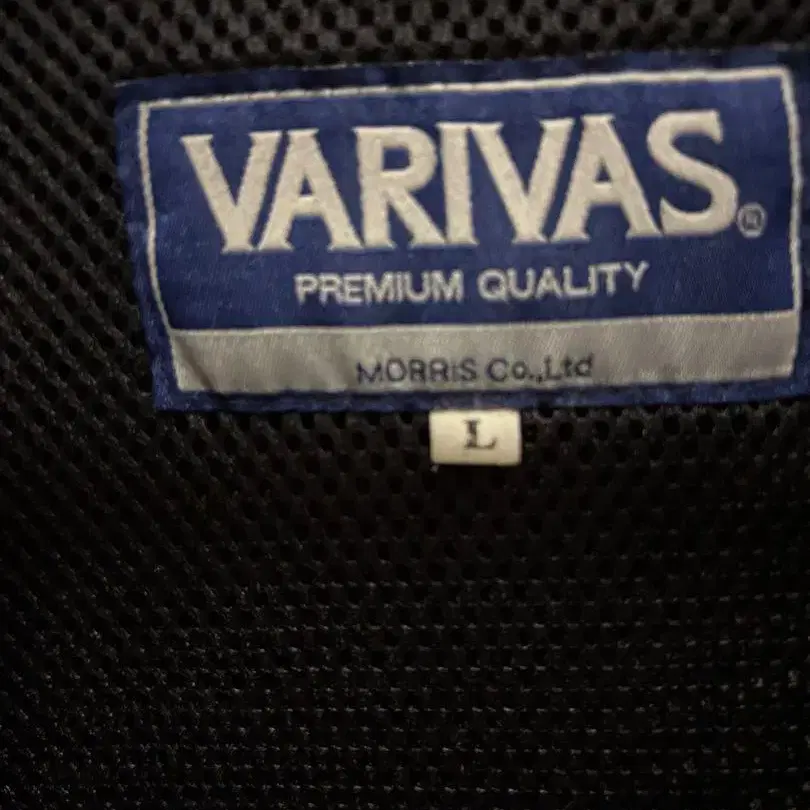 VARIVAS®
PREMIUM QUALITY
MORRIS Co.,Ltd
L